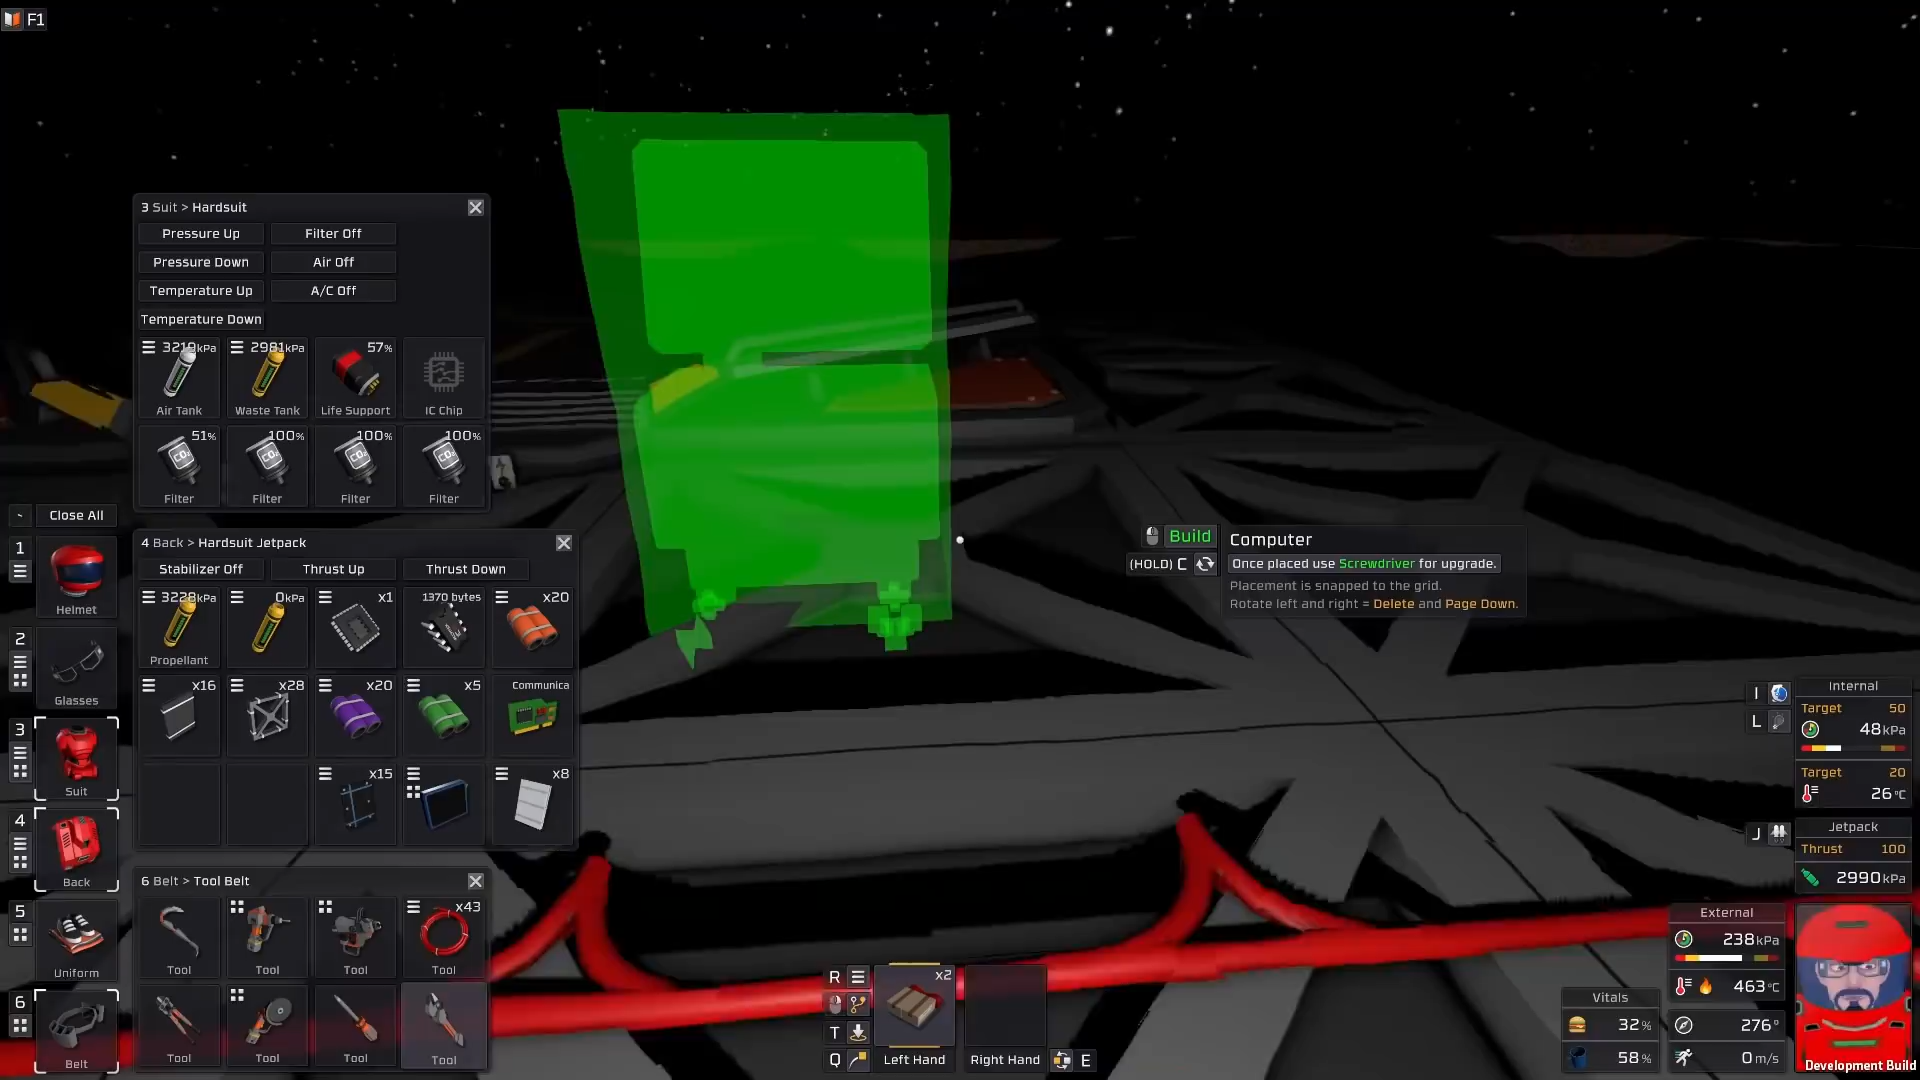 F1
3 Suit > Hardsuit
Pressure Up
Filter Off
Pressure Down
Air Off
Temperature Up
A/C Off
Temperature Down
3219kPa
2981kPa
57%
Air Tank
Waste Tank
Life Support
IC Chip
51%
100%
100%
100%
CO₂
CO₂
CO₂
CO₂
Filter
Filter
Filter
Filter
~
Close All
1
Helmet
2
Glasses
3
Suit
4
Back
5
Uniform
6
Belt
4 Back > Hardsuit Jetpack
Stabilizer Off
Thrust Up
Thrust Down
3228kPa
0kPa
x1
1370 bytes
x20
Propellant
x16
x28
x20
x5
Communica
x15
x8
6 Belt > Tool Belt
x43
Tool
Tool
Tool
Tool
Tool
Tool
Tool
Tool
Build
(HOLD) C
Computer
Once placed use Screwdriver for upgrade.
Placement is snapped to the grid.
Rotate left and right = Delete and Page Down.
R
T
Q
x2
Left Hand
Right Hand
E
I
L
Internal
Target 50
48kPa
Target 20
26°C
J
Jetpack
Thrust 100
2990kPa
External
238kPa
463°C
Vitals
32%
58%
276°
0m/s
Development Build